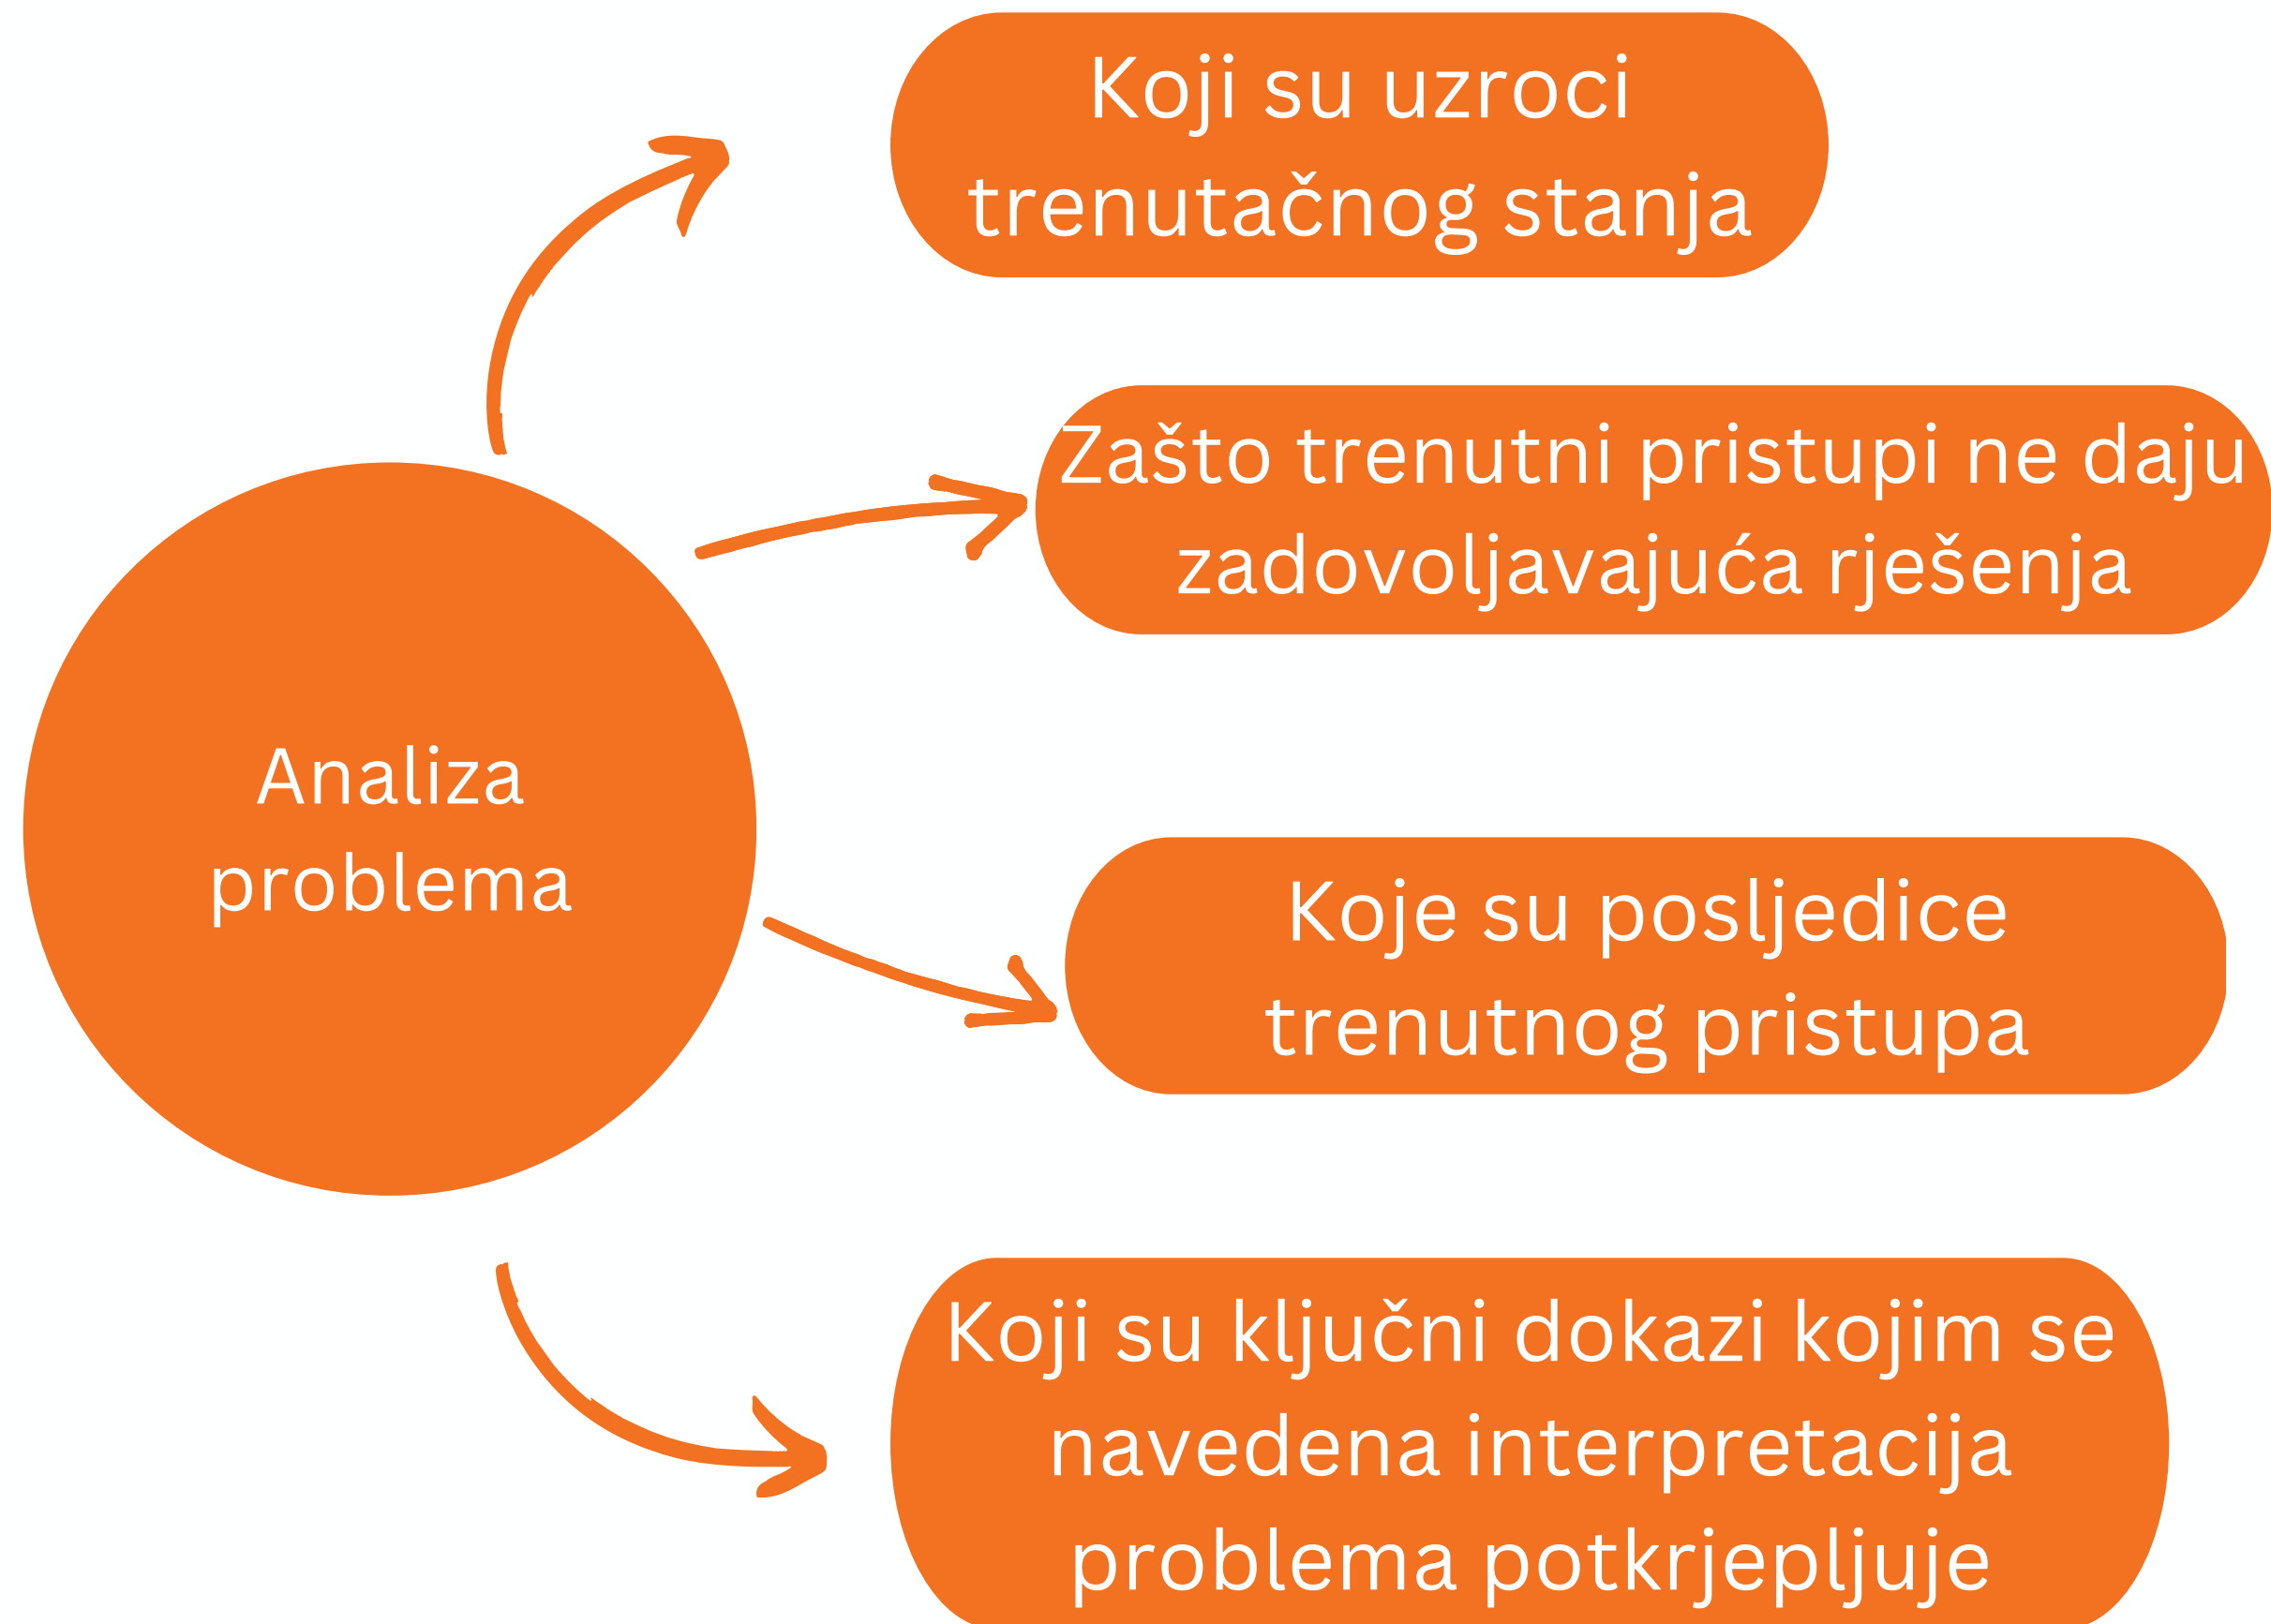 Koji su uzroci
trenutačnog stanja
Zašto trenutni pristupi ne daju
zadovoljavajuća rješenja
Analiza
problema
Koje su posljedice
trenutnog pristupa
Koji su ključni dokazi kojim se
navedena interpretacija
problema potkrjepljuje